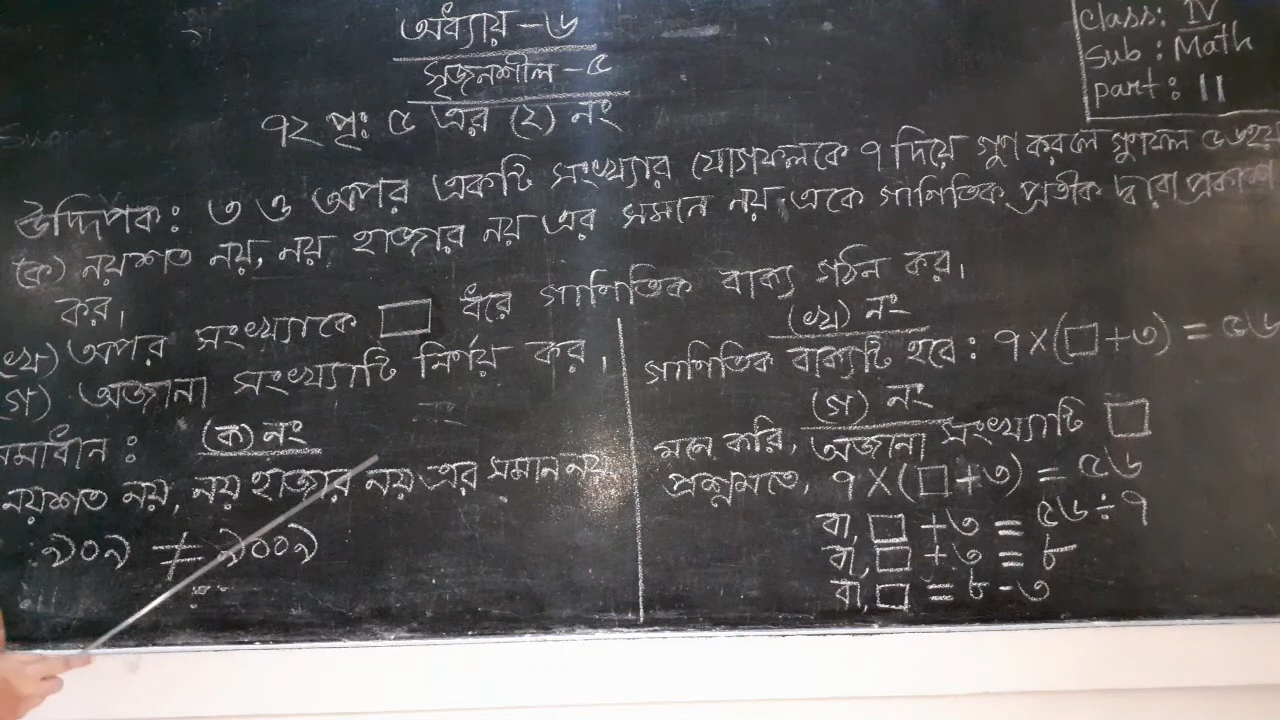 অধ্যায় - ৬
সৃজনশীল - ৫
৭২ পৃঃ ৫ এর (২) নং
Class: IV
Sub : Math
part : 11
উদ্দিপক : ৩ ও অপর একটি সংখ্যার যোগফলকে ৭ দিয়ে গুণ করলে গুণফল ৫৬ হয়
(ক) নয়শত নয়, নয় হাজার নয় এর সমান নয়, একে গাণিতিক প্রতীক দ্বারা প্রকাশ
কর।
(খ) অপর সংখ্যাকে □ ধরে গাণিতিক বাক্য গঠন কর।
গ) অজানা সংখ্যাটি নির্ণয় কর।
সমাধান : (ক) নং
নয়শত নয়, নয় হাজার নয় এর সমান নয়
৯০৯ ≠ ৯০০৯
(খ) নং
গাণিতিক বাক্যটি হবে : ৭×(□+৩) = ৫৬
(গ) নং
মনে করি, অজানা সংখ্যাটি □
প্রশ্নমতে, ৭×(□+৩) = ৫৬
বা, □ + ৩ = ৫৬÷৭
বা, □ + ৩ = ৮
বা, □ = ৮ - ৩